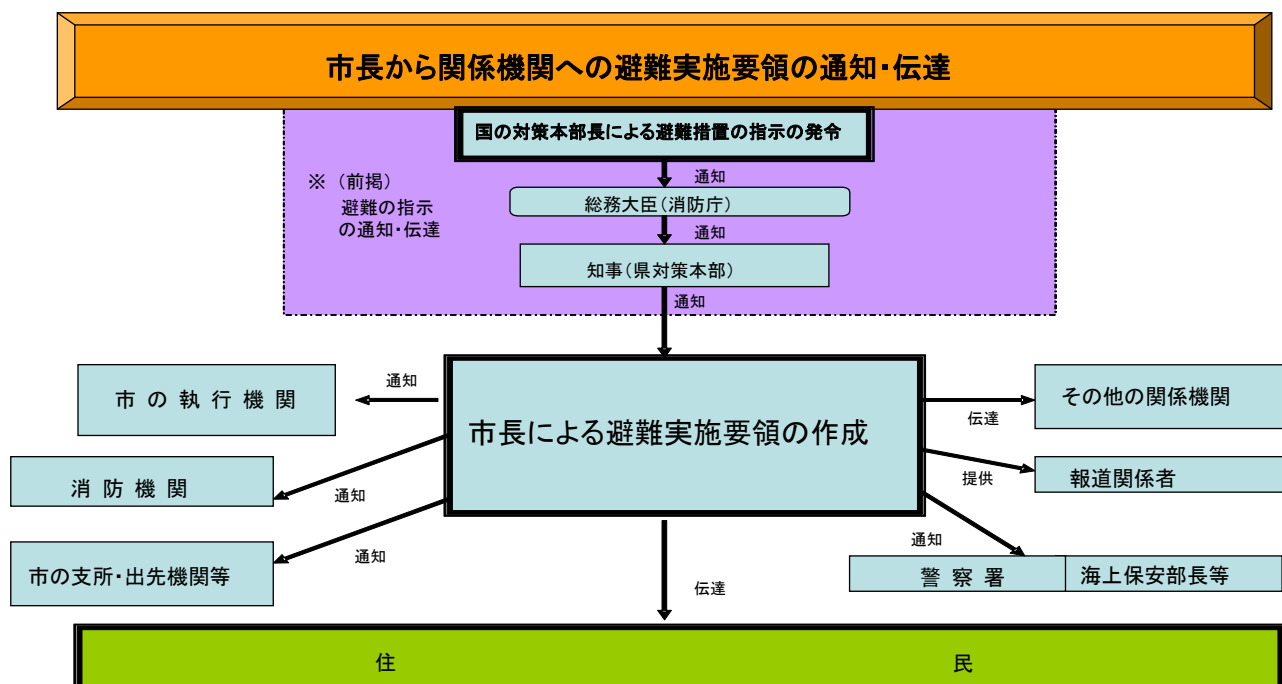 市長から関係機関への避難実施要領の通知・伝達
国の対策本部長による避難措置の指示の発令
通知
※（前掲）
避難の指示
の通知・伝達
総務大臣（消防庁）
通知
知事（県対策本部）
通知
市長による避難実施要領の作成
通知
市 の 執 行 機 関
通知
消 防 機 関
通知
市の支所・出先機関等
伝達
その他の関係機関
提供
報道関係者
通知
警 察 署
海上保安部長等
伝達
住 民